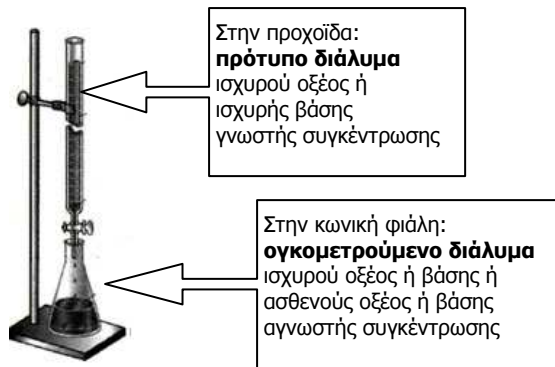 Στην προχοΐδα:
πρότυπο διάλυμα
ισχυρού οξέος ή
ισχυρής βάσης
γνωστής συγκέντρωσης
Στην κωνική φιάλη:
ογκομετρούμενο διάλυμα
ισχυρού οξέος ή βάσης ή
ασθενούς οξέος ή βάσης
αγνωστής συγκέντρωσης